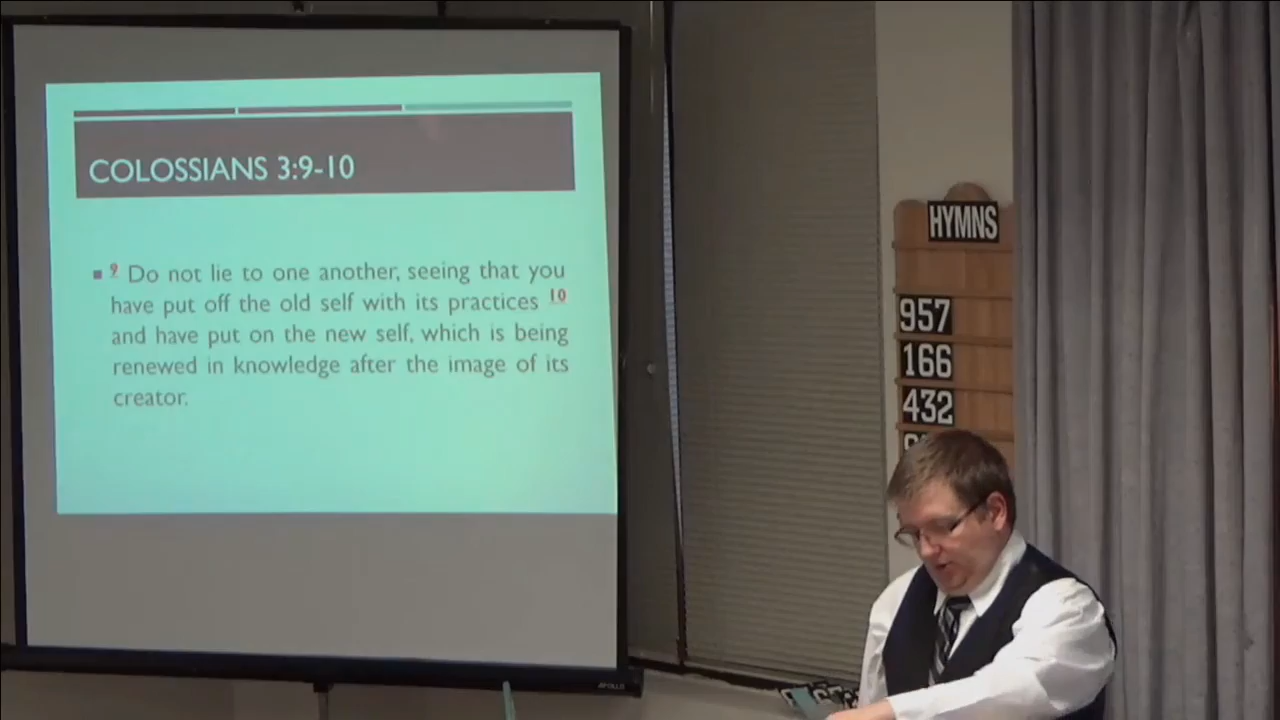 COLOSSIANS 3:9-10
9 Do not lie to one another, seeing that you
have put off the old self with its practices 10
and have put on the new self, which is being
renewed in knowledge after the image of its
creator.
HYMNS
957
166
432
APOLLO